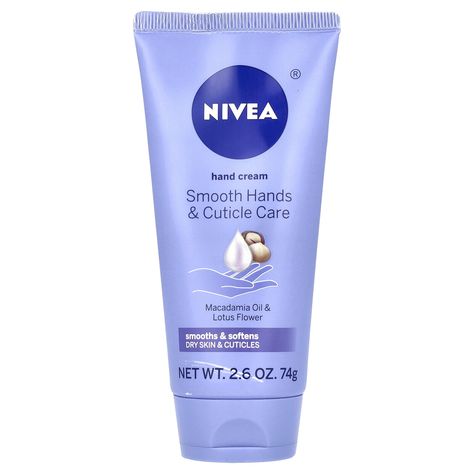 NIVEA
®
hand cream
Smooth Hands
& Cuticle Care
Macadamia Oil &
Lotus Flower
smooths & softens
DRY SKIN & CUTICLES
NET WT. 2.6 OZ. 74g